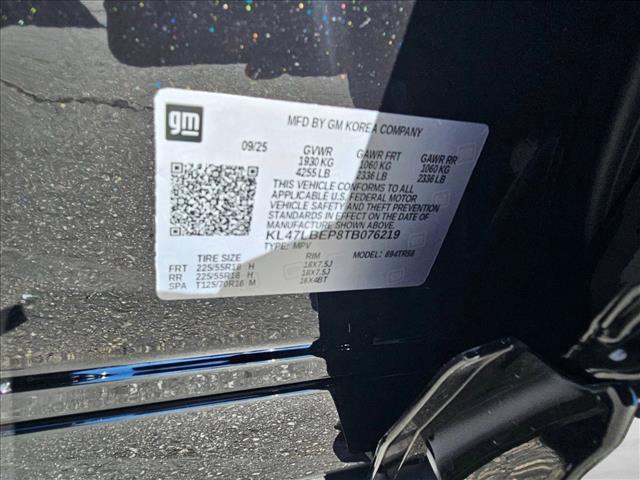 gm
MFD BY GM KOREA COMPANY
09/25 GVWR GAWR FRT GAWR RR
1930 KG 1060 KG 1060 KG
4255 LB 2336 LB 2336 LB
THIS VEHICLE CONFORMS TO ALL
APPLICABLE U.S. FEDERAL MOTOR
VEHICLE SAFETY AND THEFT PREVENTION
STANDARDS IN EFFECT ON THE DATE OF
MANUFACTURE SHOWN ABOVE.
KL47LBEP8TB076219
TYPE: MPV MODEL: 894TR58
TIRE SIZE RIM
FRT 225/55R18 H 18X7.5J
RR 225/55R18 H 18X7.5J
SPA T125/70R16 M 16X4BT